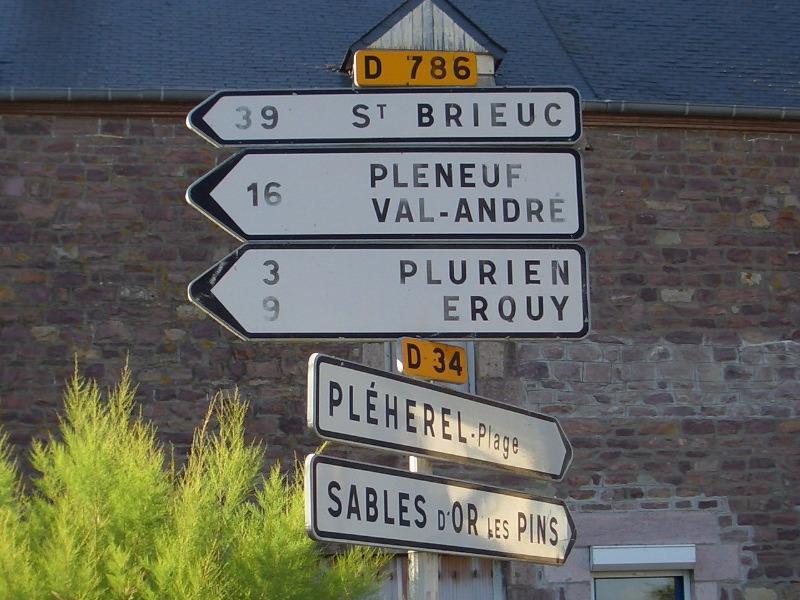 D 786
39 ST BRIEUC
16 PLENEUF
VAL-ANDRÉ
3 PLURIEN
9 ERQUY
D 34
PLÉHEREL-Plage
SABLES D'OR LES PINS